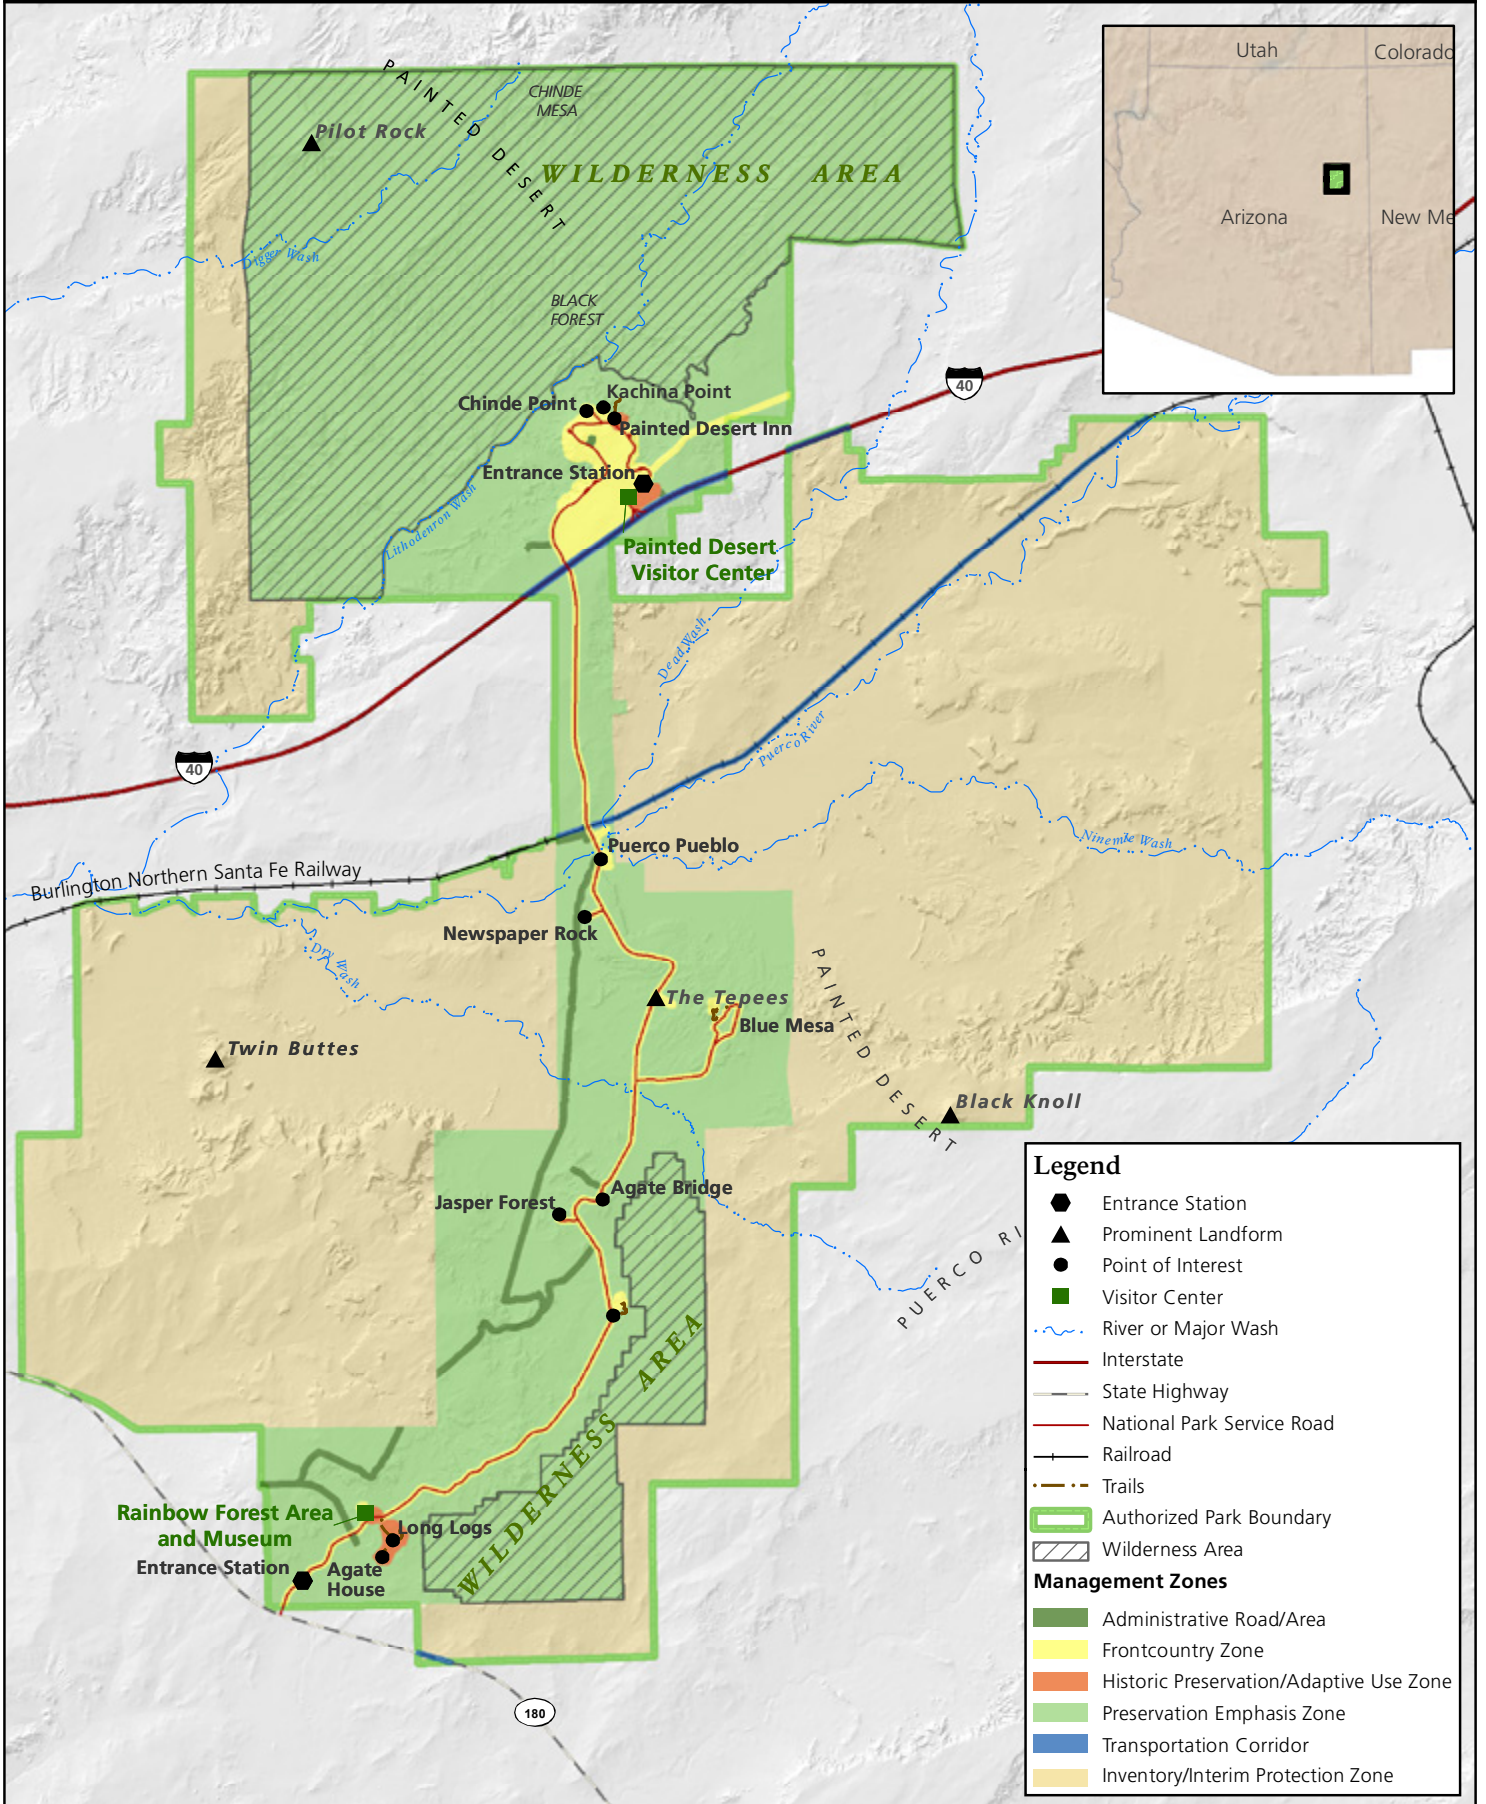 Utah
Colorado
Arizona
New Me
PAINTED DESERT
CHINDE
MESA
Pilot Rock
WILDERNESS AREA
Digger Wash
BLACK
FOREST
40
Kachina Point
Chinde Point
Painted Desert Inn
Entrance Station
Lithodenron Wash
Painted Desert
Visitor Center
Dead Wash
Puerco River
40
Ninemile Wash
Puerco Pueblo
Burlington Northern Santa Fe Railway
Newspaper Rock
Dry Wash
PAINTED DESERT
The Tepees
Blue Mesa
Twin Buttes
Black Knoll
Agate Bridge
Jasper Forest
PUERCO RI
WILDERNESS AREA
Rainbow Forest Area
and Museum
Long Logs
Entrance Station
Agate
House
180
Legend
Entrance Station
Prominent Landform
Point of Interest
Visitor Center
River or Major Wash
Interstate
State Highway
National Park Service Road
Railroad
Trails
Authorized Park Boundary
Wilderness Area
Management Zones
Administrative Road/Area
Frontcountry Zone
Historic Preservation/Adaptive Use Zone
Preservation Emphasis Zone
Transportation Corridor
Inventory/Interim Protection Zone